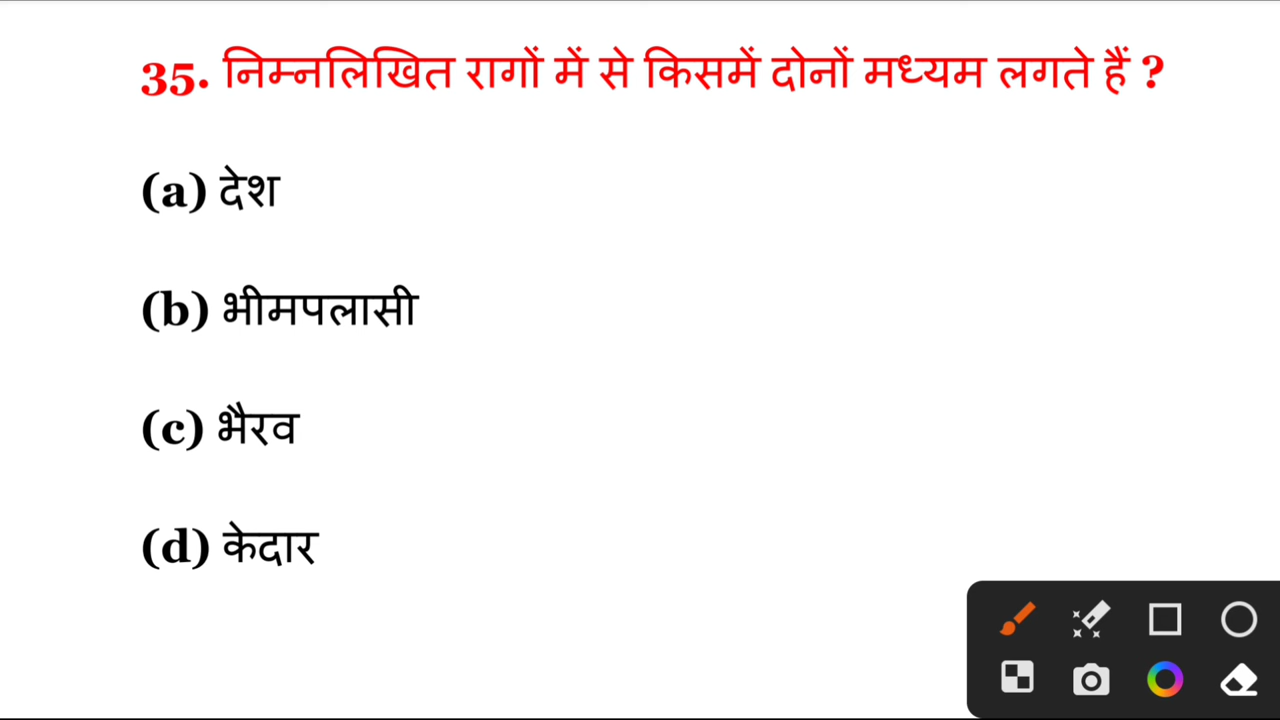 35. निम्नलिखित रागों में से किसमें दोनों मध्यम लगते हैं ?
(a) देश
(b) भीमपलासी
(c) भैरव
(d) केदार